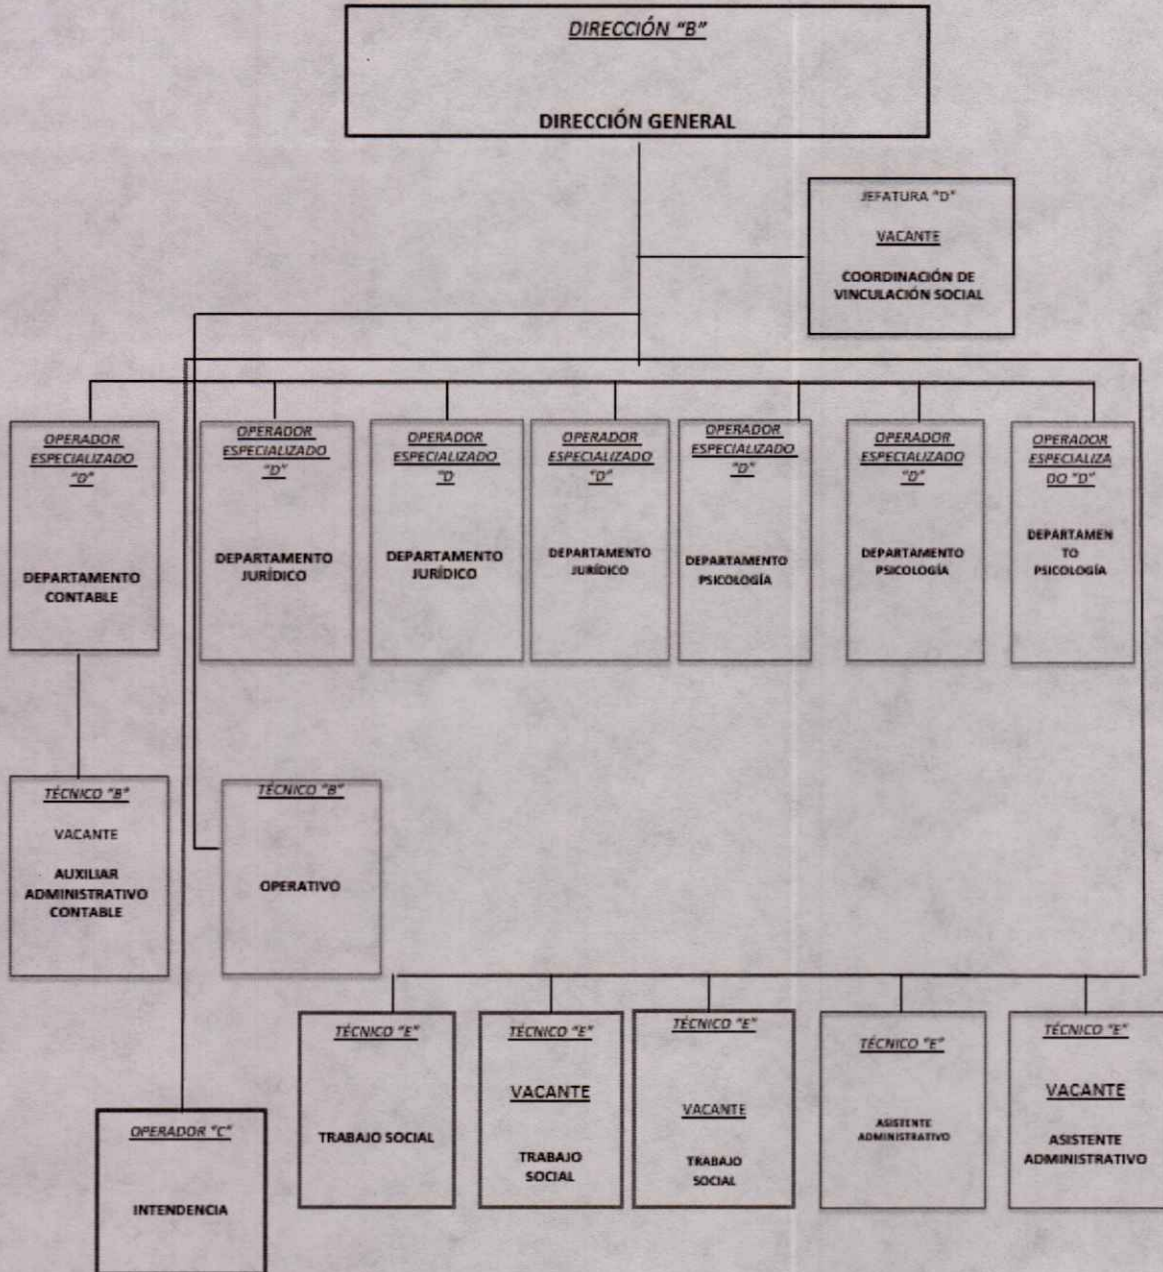 DIRECCIÓN "B"
DIRECCIÓN GENERAL
JEFATURA "D"
VACANTE
COORDINACIÓN DE
VINCULACIÓN SOCIAL
OPERADOR
ESPECIALIZADO
"D"
DEPARTAMENTO
CONTABLE
OPERADOR
ESPECIALIZADO
"D"
DEPARTAMENTO
JURÍDICO
OPERADOR
ESPECIALIZADO
"D
DEPARTAMENTO
JURÍDICO
OPERADOR
ESPECIALIZADO
"D"
DEPARTAMENTO
JURÍDICO
OPERADOR
ESPECIALIZADO
"D"
DEPARTAMENTO
PSICOLOGÍA
OPERADOR
ESPECIALIZADO
"D"
DEPARTAMENTO
PSICOLOGÍA
OPERADOR
ESPECIALIZA
DO "D"
DEPARTAMEN
TO
PSICOLOGÍA
TÉCNICO "B"
VACANTE
AUXILIAR
ADMINISTRATIVO
CONTABLE
TÉCNICO "B"
OPERATIVO
TÉCNICO "E"
TRABAJO SOCIAL
TÉCNICO "E"
VACANTE
TRABAJO
SOCIAL
TÉCNICO "E"
VACANTE
TRABAJO
SOCIAL
TÉCNICO "E"
ASISTENTE
ADMINISTRATIVO
TÉCNICO "E"
VACANTE
ASISTENTE
ADMINISTRATIVO
OPERADOR "C"
INTENDENCIA